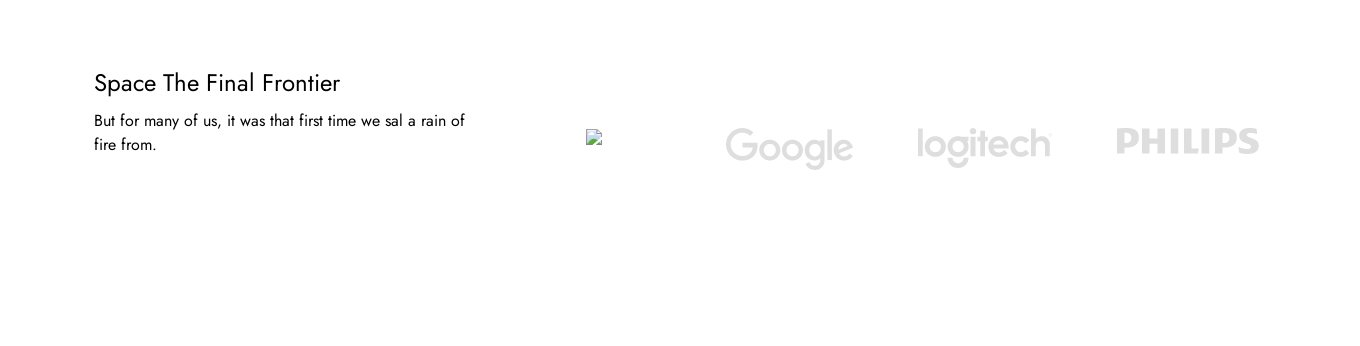 Space The Final Frontier
But for many of us, it was that first time we sal a rain of
fire from.
Google
logitech
PHILIPS